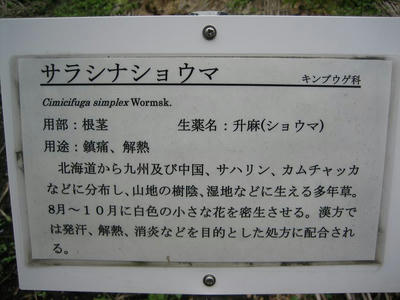 サラシナショウマ キンプウゲ科
Cimicifuga simplex Wormsk.
用部：根茎 生薬名：升麻(ショウマ)
用途：鎮痛、解熱
北海道から九州及び中国、サハリン、カムチャッカ
などに分布し、山地の樹陰、湿地などに生える多年草。
8月～１０月に白色の小さな花を密生させる。漢方で
では発汗、解熱、消炎などを目的とした処方に配合され
る。